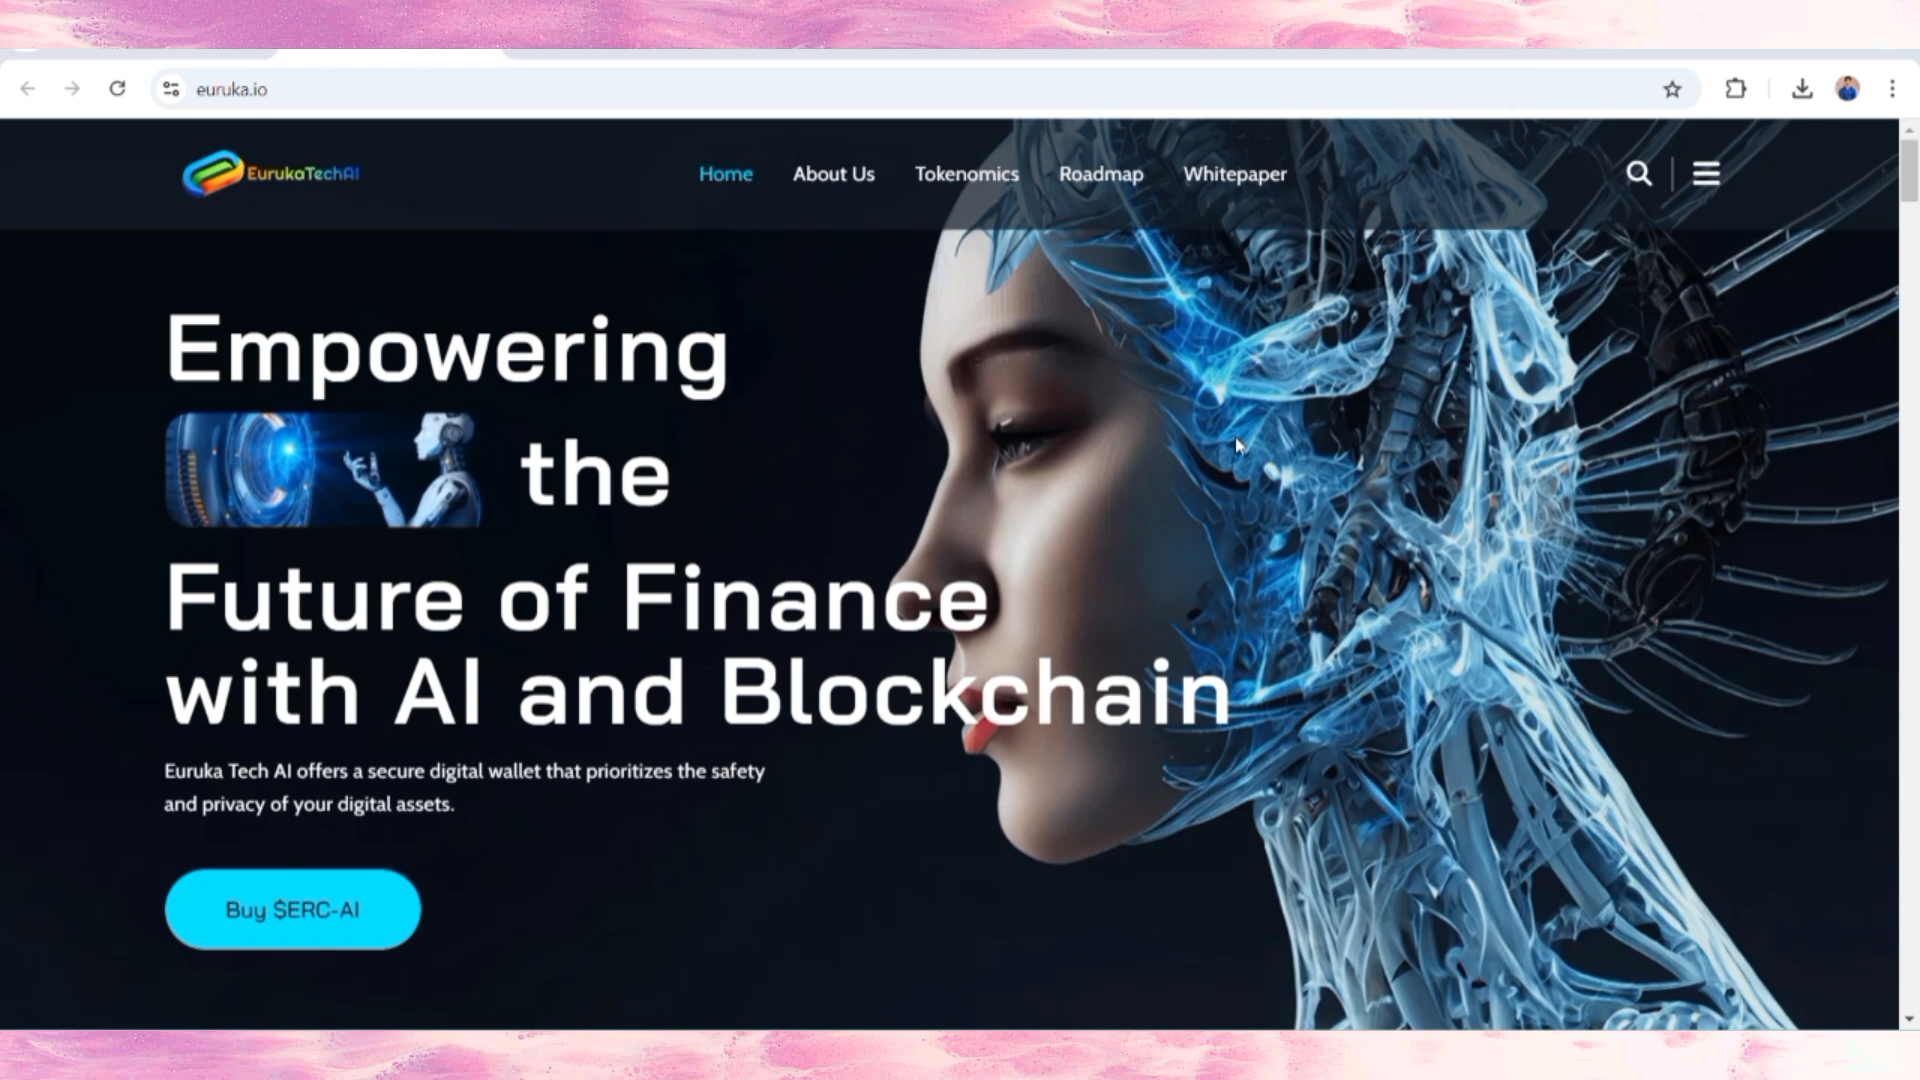 euruka.io
EurukaTechAI
Home About Us Tokenomics Roadmap Whitepaper
Empowering
the
Future of Finance
with AI and Blockchain
Euruka Tech AI offers a secure digital wallet that prioritizes the safety
and privacy of your digital assets.
Buy $ERC-AI